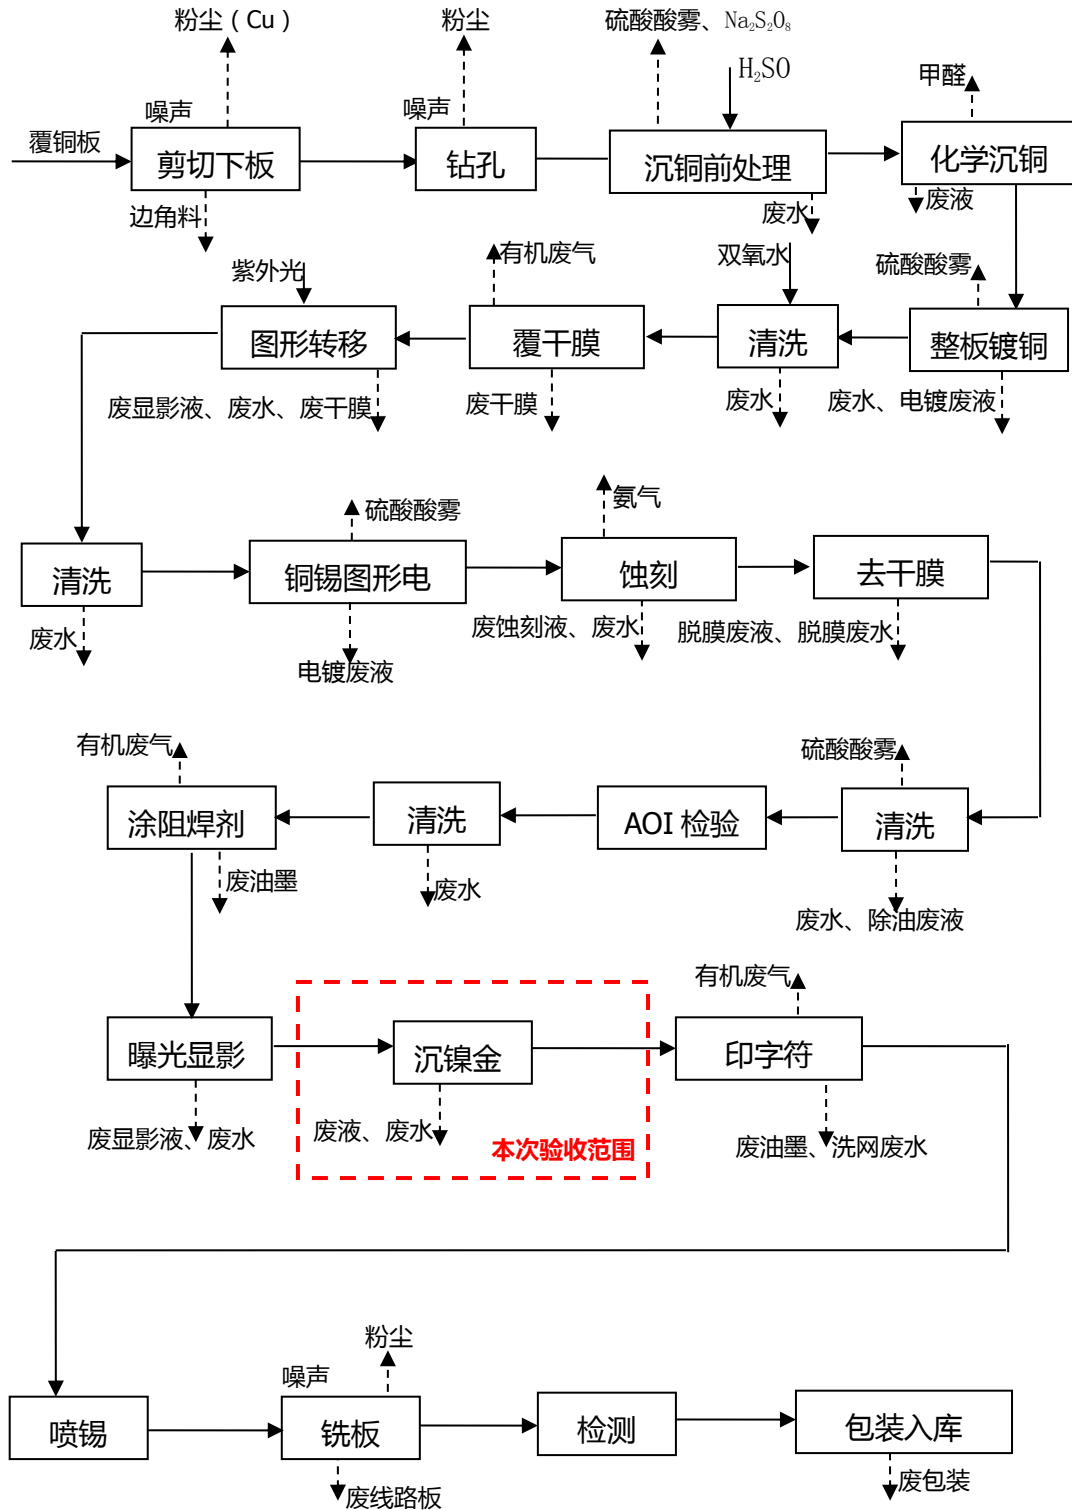 粉尘（Cu）
粉尘
硫酸酸雾、Na₂S₂O₈
H₂SO
甲醛
噪声
噪声
覆铜板
剪切下板
钻孔
沉铜前处理
化学沉铜
边角料
废水
废液
紫外光
有机废气
双氧水
硫酸酸雾
图形转移
覆干膜
清洗
整板镀铜
废显影液、废水、废干膜
废干膜
废水
废水、电镀废液
硫酸酸雾
氨气
清洗
铜锡图形电
蚀刻
去干膜
废水
电镀废液
废蚀刻液、废水
脱膜废液、脱膜废水
有机废气
硫酸酸雾
涂阻焊剂
清洗
AOI 检验
清洗
废油墨
废水
废水、除油废液
有机废气
曝光显影
沉镍金
印字符
废显影液、废水
废液、废水
本次验收范围
废油墨、洗网废水
粉尘
噪声
喷锡
铣板
检测
包装入库
废线路板
废包装